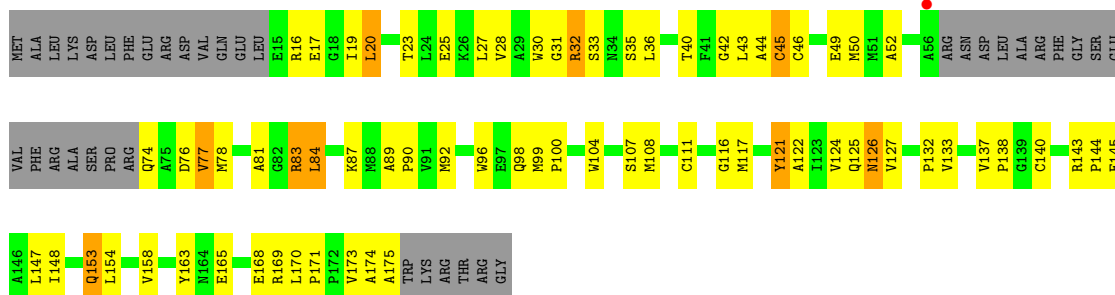 MET ALA LEU LYS ASP LEU PHE GLU ARG ASP VAL GLN GLU LEU E15 R16 E17 G18 I19 L20 T23 L24 E25 K26 L27 V28 A29 W30 G31 R32 S33 N34 S35 L36 T40 F41 G42 L43 A44 C45 C46 E49 M50 M51 A52 A56 ARG ASN ASP LEU ALA ARG PHE GLY SER GLU
VAL PHE ARG ALA SER PRO ARG Q74 A75 D76 V77 M78 A81 G82 R83 L84 K87 M88 A89 P90 V91 M92 W96 E97 Q98 M99 P100 W104 S107 M108 C111 G116 M117 Y121 A122 I123 V124 Q125 N126 V127 P132 V133 V137 P138 G139 C140 R143 P144 E145
A146 L147 I148 Q153 L154 V158 Y163 N164 E165 E168 R169 L170 P171 P172 V173 A174 A175 TRP LYS ARG THR ARG GLY